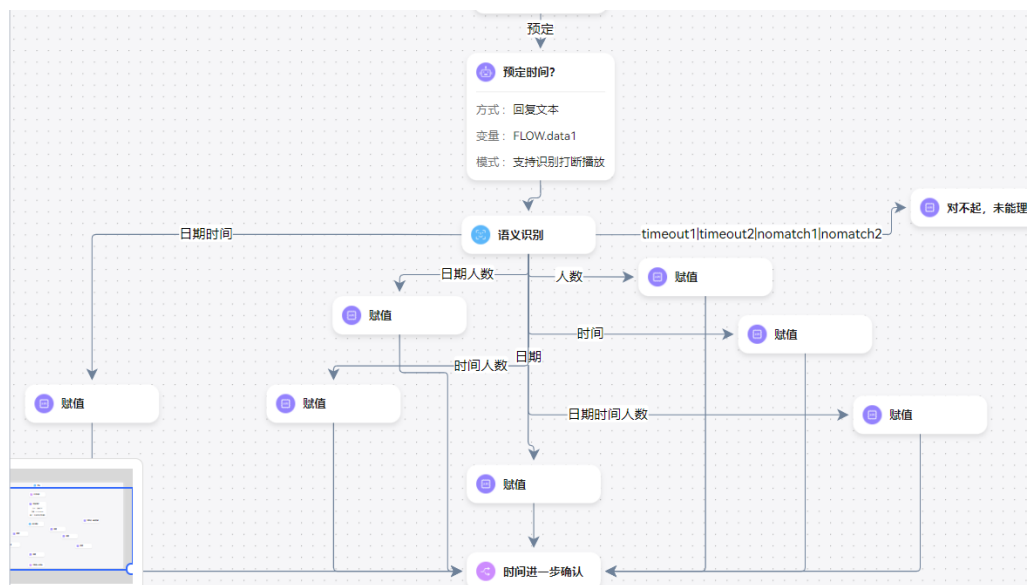 预定
预定时间?
方式： 回复文本
变量： FLOW.data1
模式： 支持识别打断播放
对不起，未能理
日期时间
语义识别
timeout1|timeout2|nomatch1|nomatch2
日期人数
人数
赋值
赋值
时间
赋值
日期
时间人数
赋值
赋值
日期时间人数
赋值
赋值
时间进一步确认